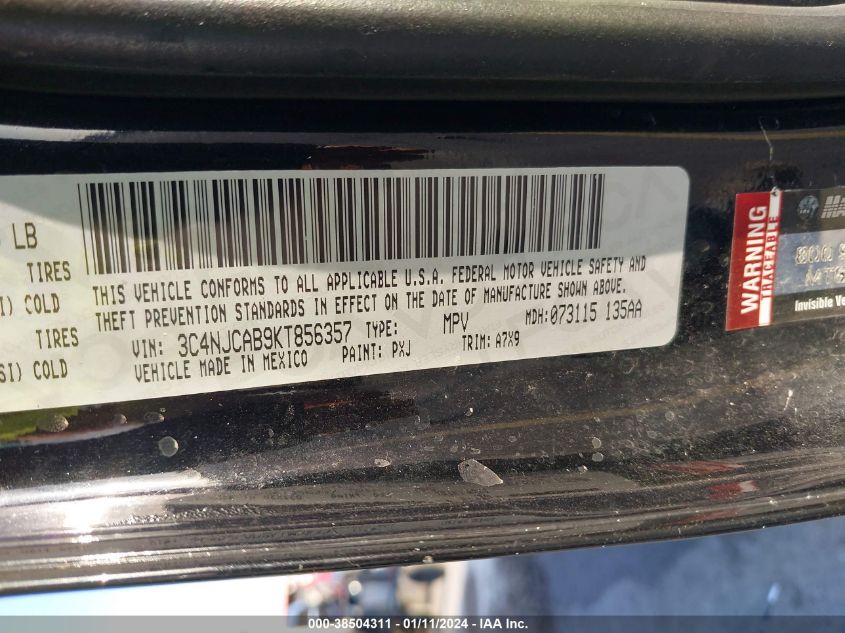 LB
TIRES
COLD
TIRES
SI) COLD
THIS VEHICLE CONFORMS TO ALL APPLICABLE U.S.A. FEDERAL MOTOR VEHICLE SAFETY AND
THEFT PREVENTION STANDARDS IN EFFECT ON THE DATE OF MANUFACTURE SHOWN ABOVE.
VIN: 3C4NJCAB9KT856357 TYPE: MPV MDH: 073115 135AA
VEHICLE MADE IN MEXICO PAINT: PXJ TRIM: A7X9
WARNING
TRACEABLE
Invisible
000-38504311 - 01/11/2024 - IAA Inc.